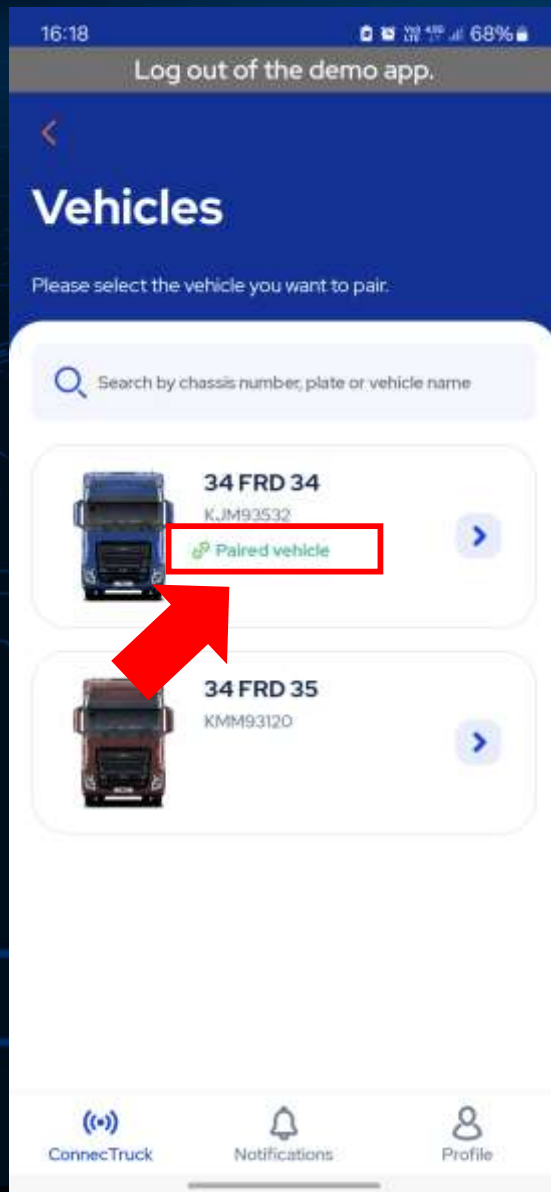 16:18
68%
Log out of the demo app.
Vehicles
Please select the vehicle you want to pair.
Search by chassis number, plate or vehicle name
34 FRD 34
KJM93532
Paired vehicle
34 FRD 35
KMM93120
ConnecTruck
Notifications
Profile